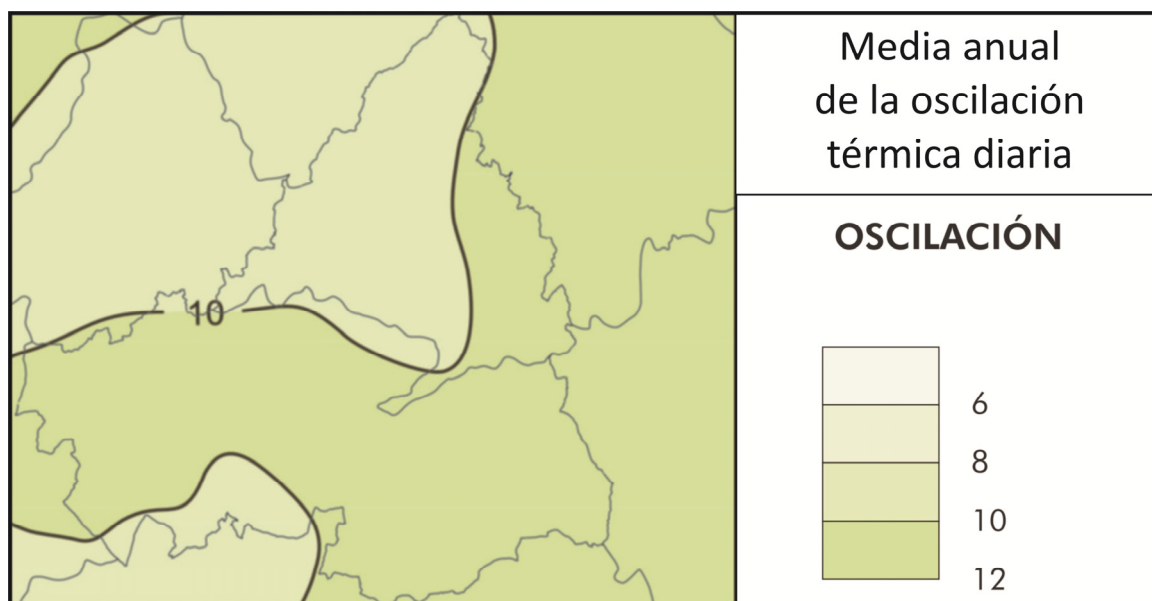 Media anual
de la oscilación
térmica diaria
OSCILACIÓN
6
8
10
12
10